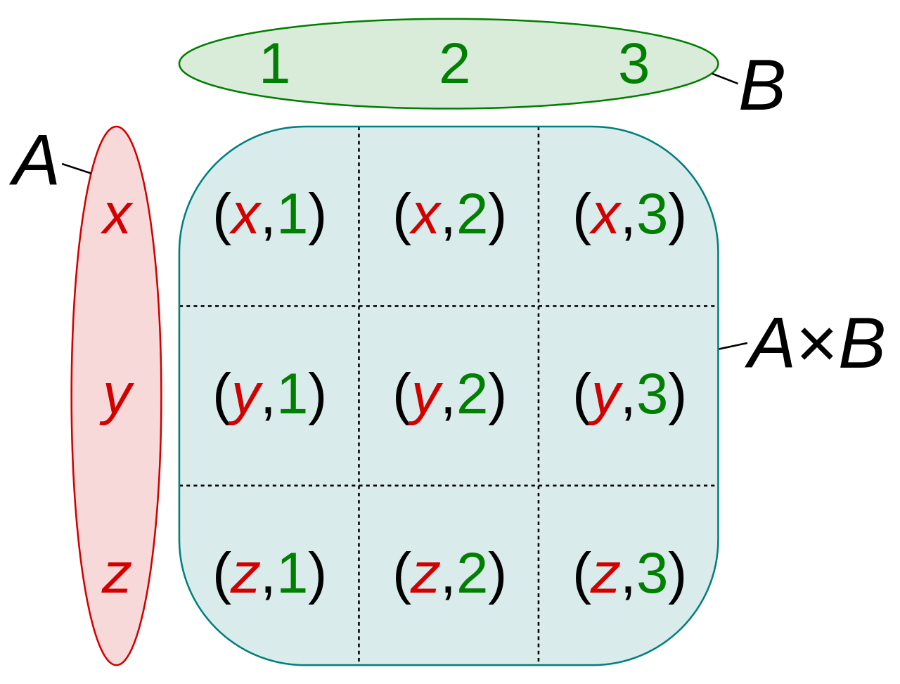 1 2 3
B
A
x (x,1) (x,2) (x,3)
A×B
y (y,1) (y,2) (y,3)
z (z,1) (z,2) (z,3)